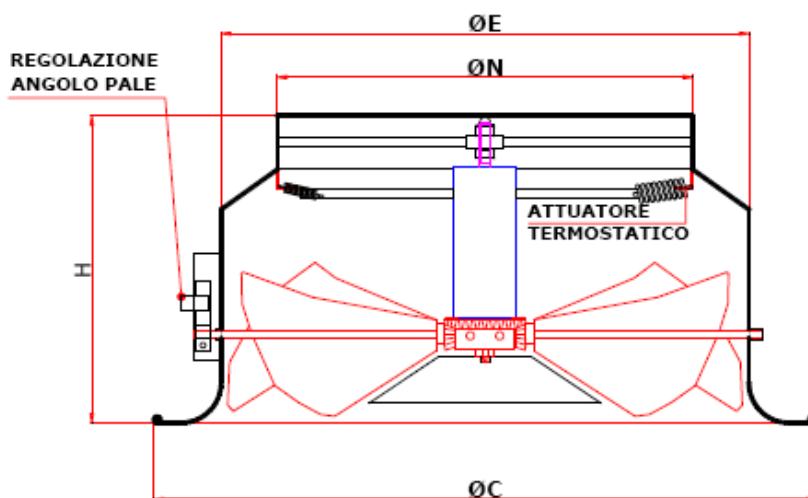 ØE
REGOLAZIONE
ANGOLO PALE
ØN
ATTUATORE
TERMOSTATICO
H
ØC